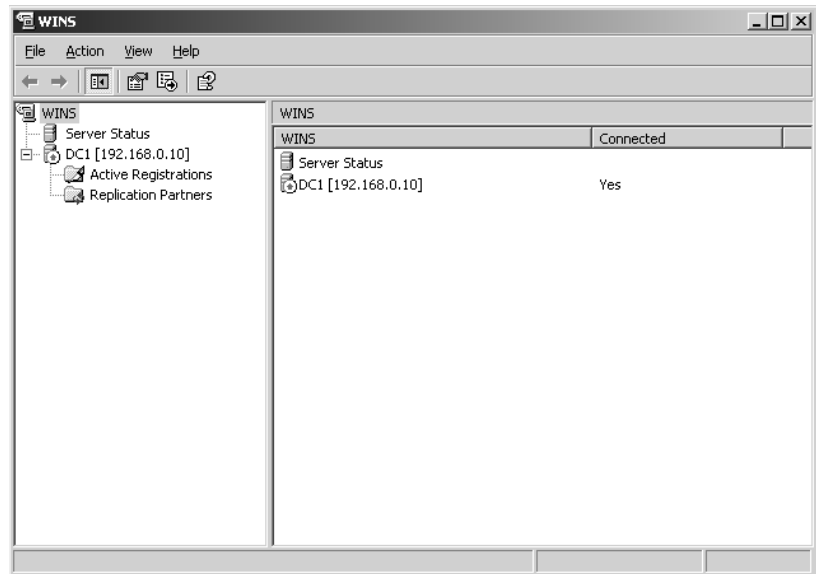 WINS
File Action View Help
WINS
Server Status
DC1 [192.168.0.10]
Active Registrations
Replication Partners
WINS
WINS Connected
Server Status
DC1 [192.168.0.10] Yes